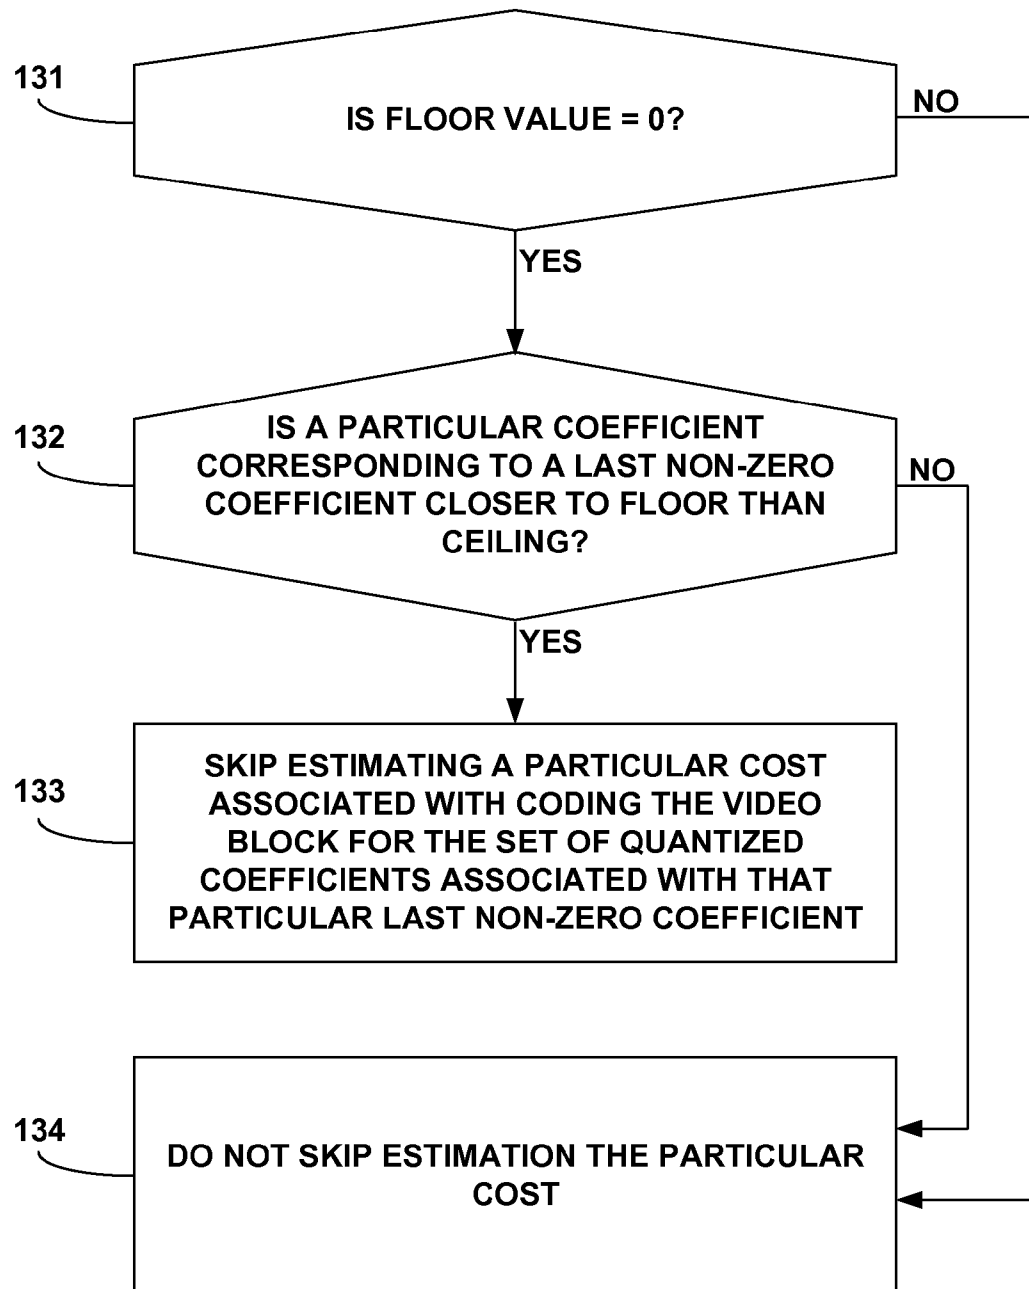 131
IS FLOOR VALUE = 0?
NO
YES
132
IS A PARTICULAR COEFFICIENT
CORRESPONDING TO A LAST NON-ZERO
COEFFICIENT CLOSER TO FLOOR THAN
CEILING?
NO
YES
133
SKIP ESTIMATING A PARTICULAR COST
ASSOCIATED WITH CODING THE VIDEO
BLOCK FOR THE SET OF QUANTIZED
COEFFICIENTS ASSOCIATED WITH THAT
PARTICULAR LAST NON-ZERO COEFFICIENT
134
DO NOT SKIP ESTIMATION THE PARTICULAR
COST